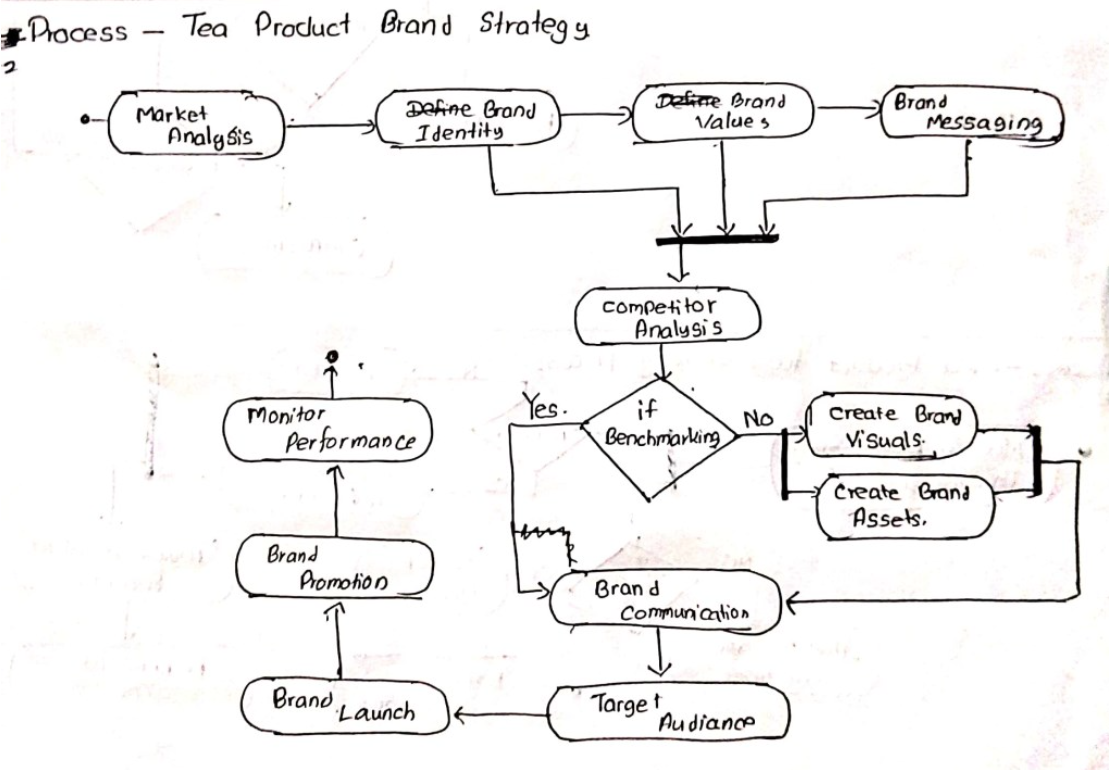 Process – Tea Product Brand Strategy
2
Market
Analysis
Define Brand
Identity
Define Brand
Values
Brand
Messaging
Competitor
Analysis
Yes.
if
Benchmarking
No
Create Brand
Visuals.
Create Brand
Assets.
Monitor
Performance
Brand
Promotion
Brand
Communication
Brand
Launch
Target
Audiance